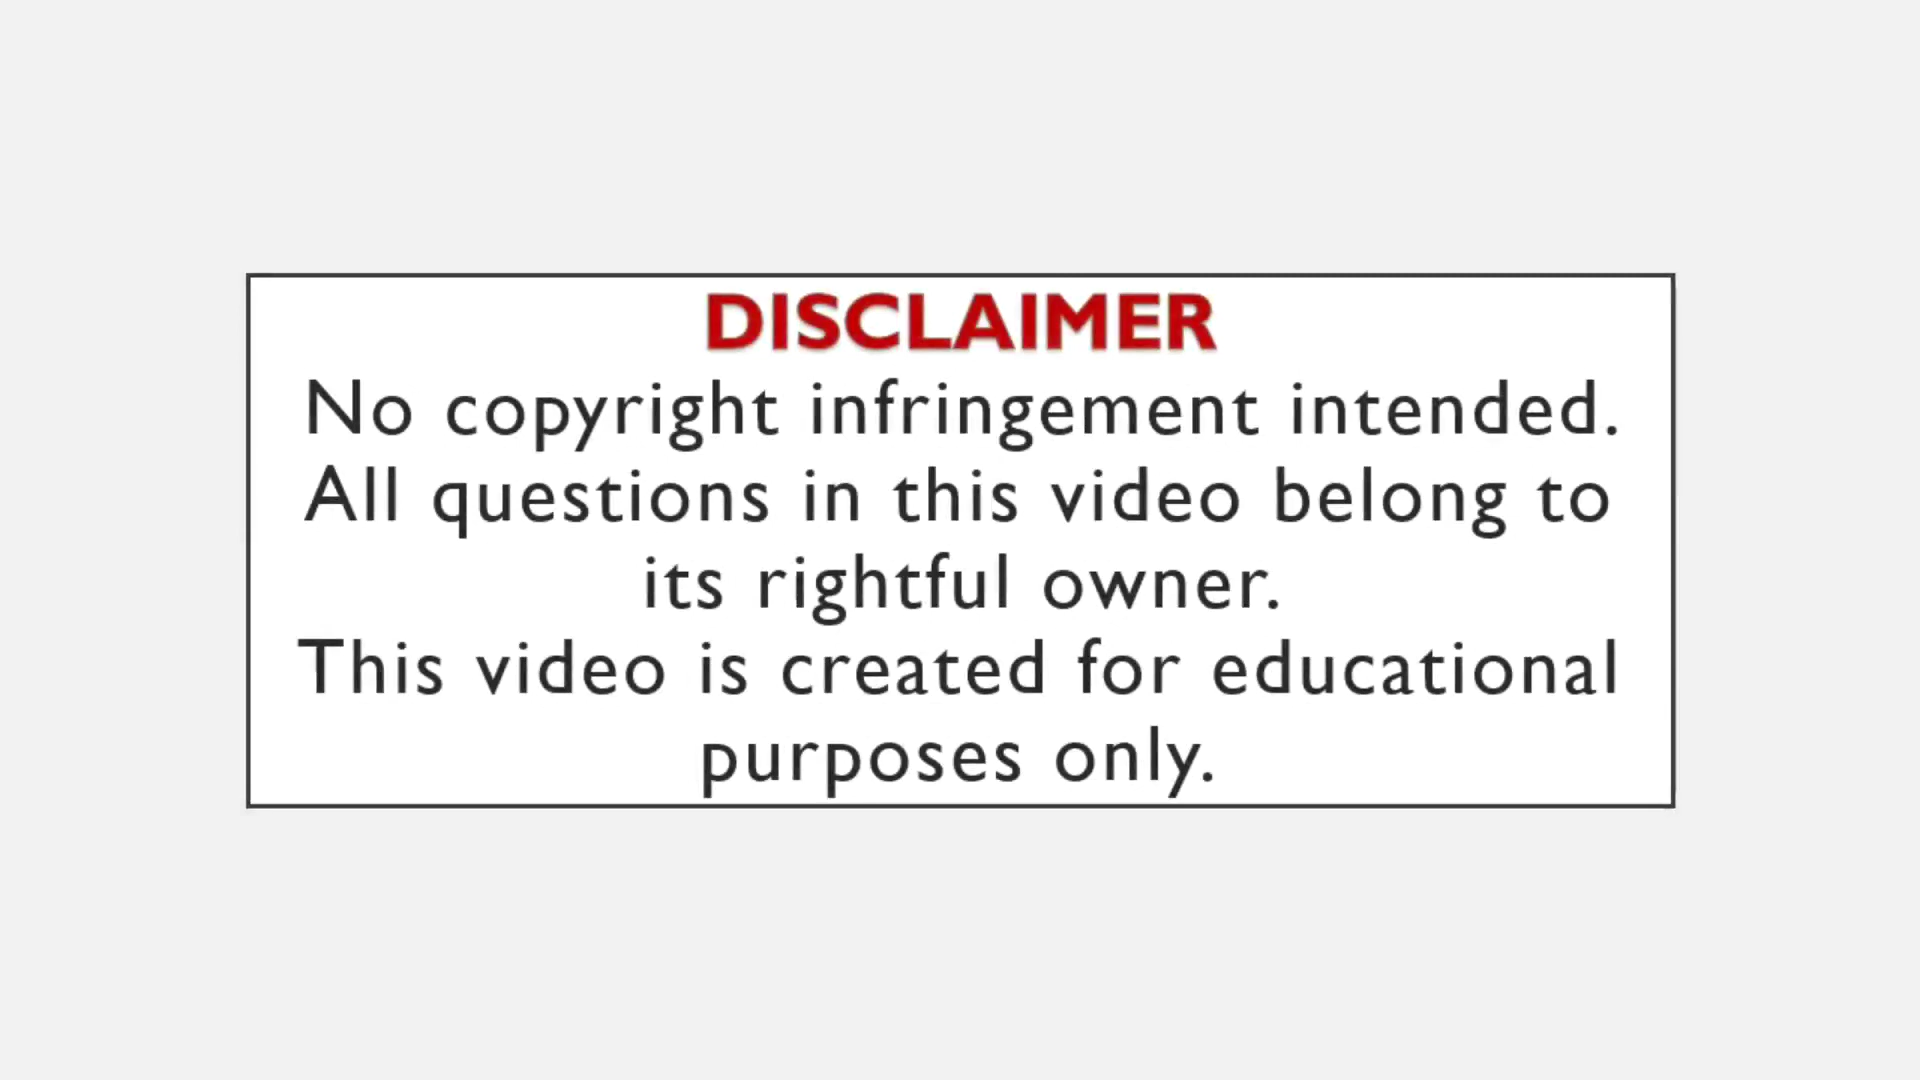 DISCLAIMER
No copyright infringement intended.
All questions in this video belong to
its rightful owner.
This video is created for educational
purposes only.